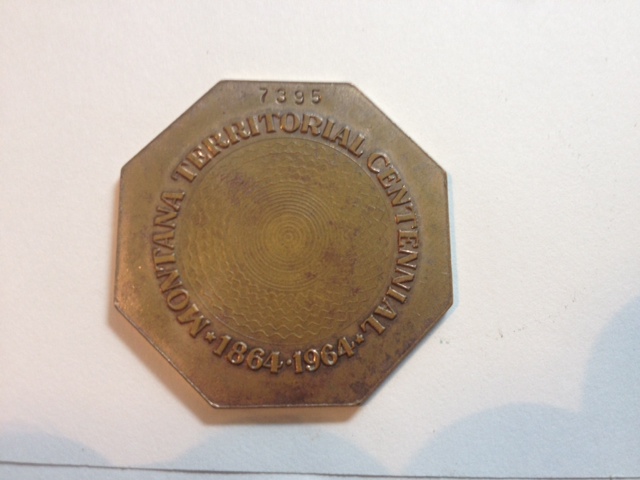 7395
MONTANA TERRITORIAL CENTENNIAL
★ 1864 · 1964 ★